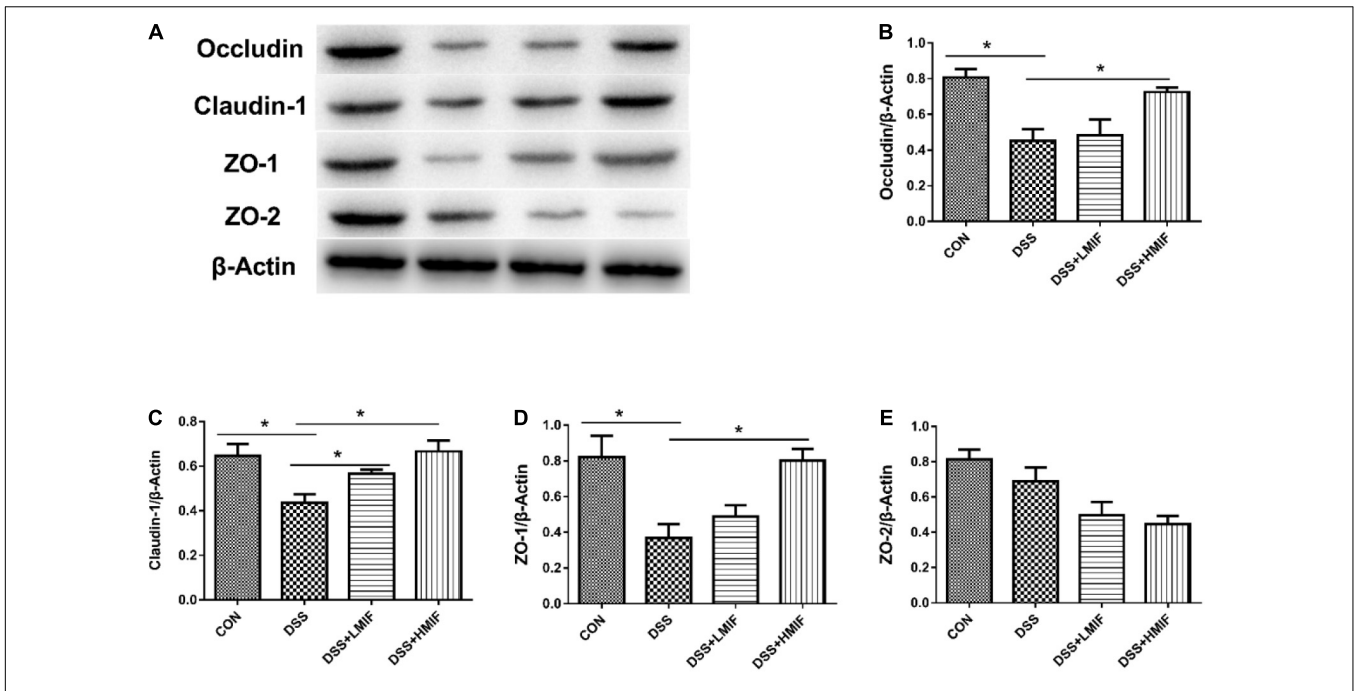 A
Occludin
Claudin-1
ZO-1
ZO-2
β-Actin
B
Occludin/β-Actin
1.0
0.8
0.6
0.4
0.2
0.0
*
*
CON
DSS
DSS+LMIF
DSS+HMIF
C
Claudin-1/β-Actin
0.8
0.6
0.4
0.2
0.0
*
*
*
CON
DSS
DSS+LMIF
DSS+HMIF
D
ZO-1/β-Actin
1.0
0.8
0.6
0.4
0.2
0.0
*
*
CON
DSS
DSS+LMIF
DSS+HMIF
E
ZO-2/β-Actin
1.0
0.8
0.6
0.4
0.2
0.0
CON
DSS
DSS+LMIF
DSS+HMIF